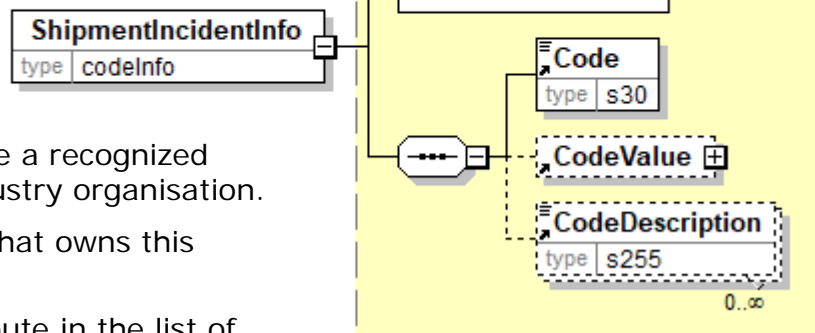 ShipmentIncidentInfo
type codeInfo
Code
type s30
e a recognized
CodeValue
ustry organisation.
CodeDescription
hat owns this
type s255
0..∞
ute in the list of